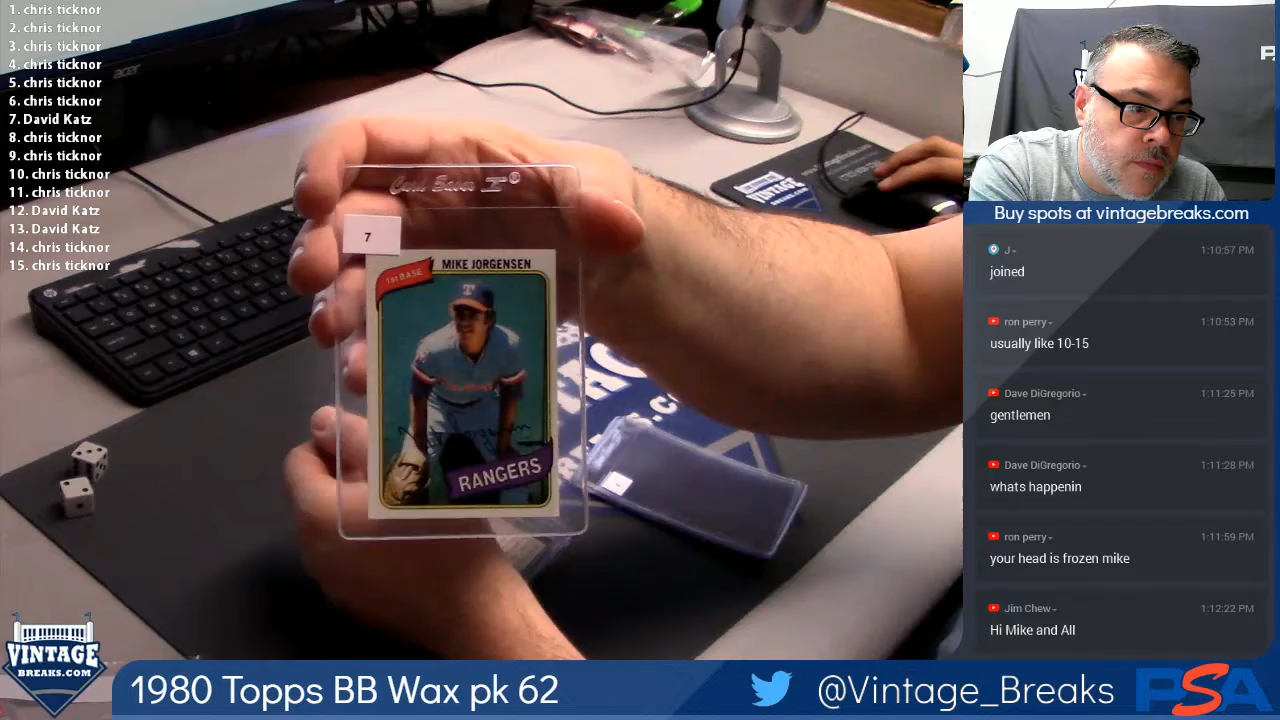 1. chris ticknor
2. chris ticknor
3. chris ticknor
4. chris ticknor
5. chris ticknor
6. chris ticknor
7. David Katz
8. chris ticknor
9. chris ticknor
10. chris ticknor
11. chris ticknor
12. David Katz
13. David Katz
14. chris ticknor
15. chris ticknor
acer
Card Saver I®
7
MIKE JORGENSEN
1st BASE
T
RANGERS
VINTAGE
BREAKS.COM
PSA
Buy spots at vintagebreaks.com
J
1:10:57 PM
joined
ron perry
1:10:53 PM
usually like 10-15
Dave DiGregorio
1:11:25 PM
gentlemen
Dave DiGregorio
1:11:28 PM
whats happenin
ron perry
1:11:59 PM
your head is frozen mike
Jim Chew
1:12:22 PM
Hi Mike and All
VINTAGE
BREAKS.COM
1980 Topps BB Wax pk 62
@Vintage_Breaks
PSA